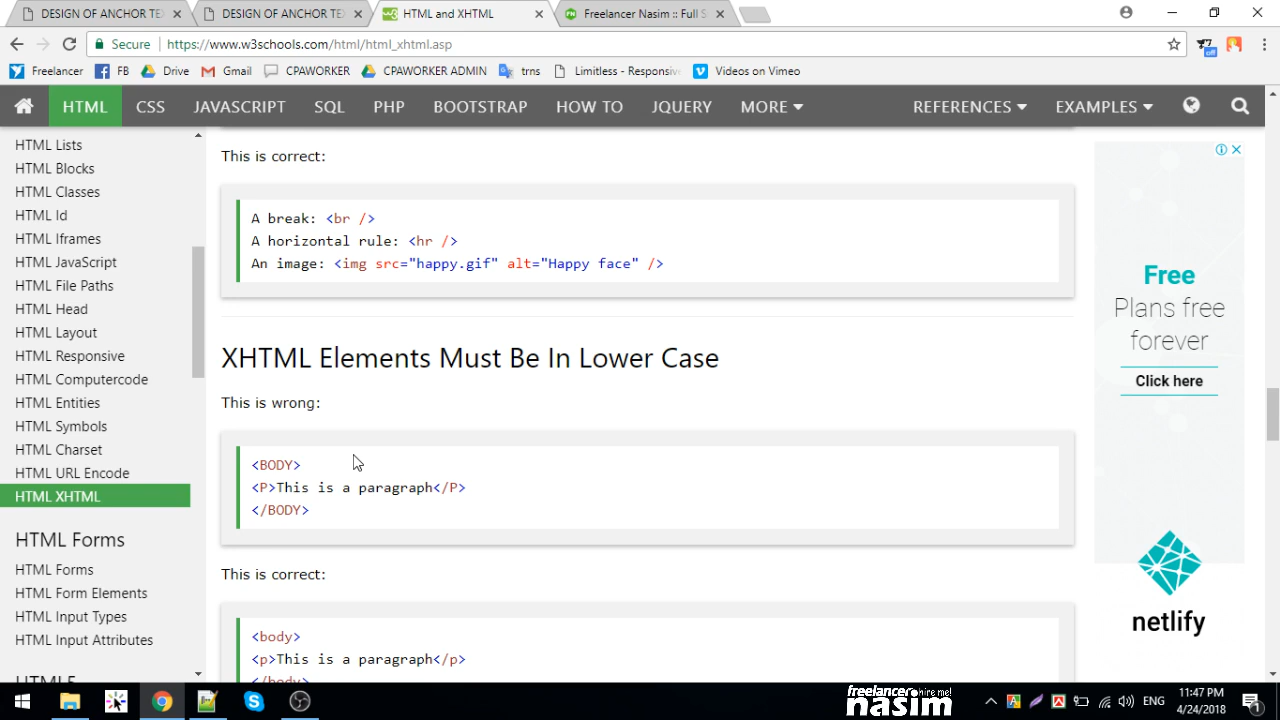 DESIGN OF ANCHOR TE
DESIGN OF ANCHOR TE
HTML and XHTML
Freelancer Nasim :: Full S
Secure
https://www.w3schools.com/html/html_xhtml.asp
Freelancer
FB
Drive
Gmail
CPAWORKER
CPAWORKER ADMIN
trns
Limitless - Responsiv
Videos on Vimeo
HTML
CSS
JAVASCRIPT
SQL
PHP
BOOTSTRAP
HOW TO
JQUERY
MORE
REFERENCES
EXAMPLES
HTML Lists
HTML Blocks
HTML Classes
HTML Id
HTML Iframes
HTML JavaScript
HTML File Paths
HTML Head
HTML Layout
HTML Responsive
HTML Computercode
HTML Entities
HTML Symbols
HTML Charset
HTML URL Encode
HTML XHTML
HTML Forms
HTML Forms
HTML Form Elements
HTML Input Types
HTML Input Attributes
HTML5
This is correct:
A break: <br />
A horizontal rule: <hr />
An image: <img src="happy.gif" alt="Happy face" />
XHTML Elements Must Be In Lower Case
This is wrong:
<BODY>
<P>This is a paragraph</P>
</BODY>
This is correct:
<body>
<p>This is a paragraph</p>
</body>
Free
Plans free
forever
Click here
netlify
freelancer hire me!
nasim
ENG
11:47 PM
4/24/2018
1